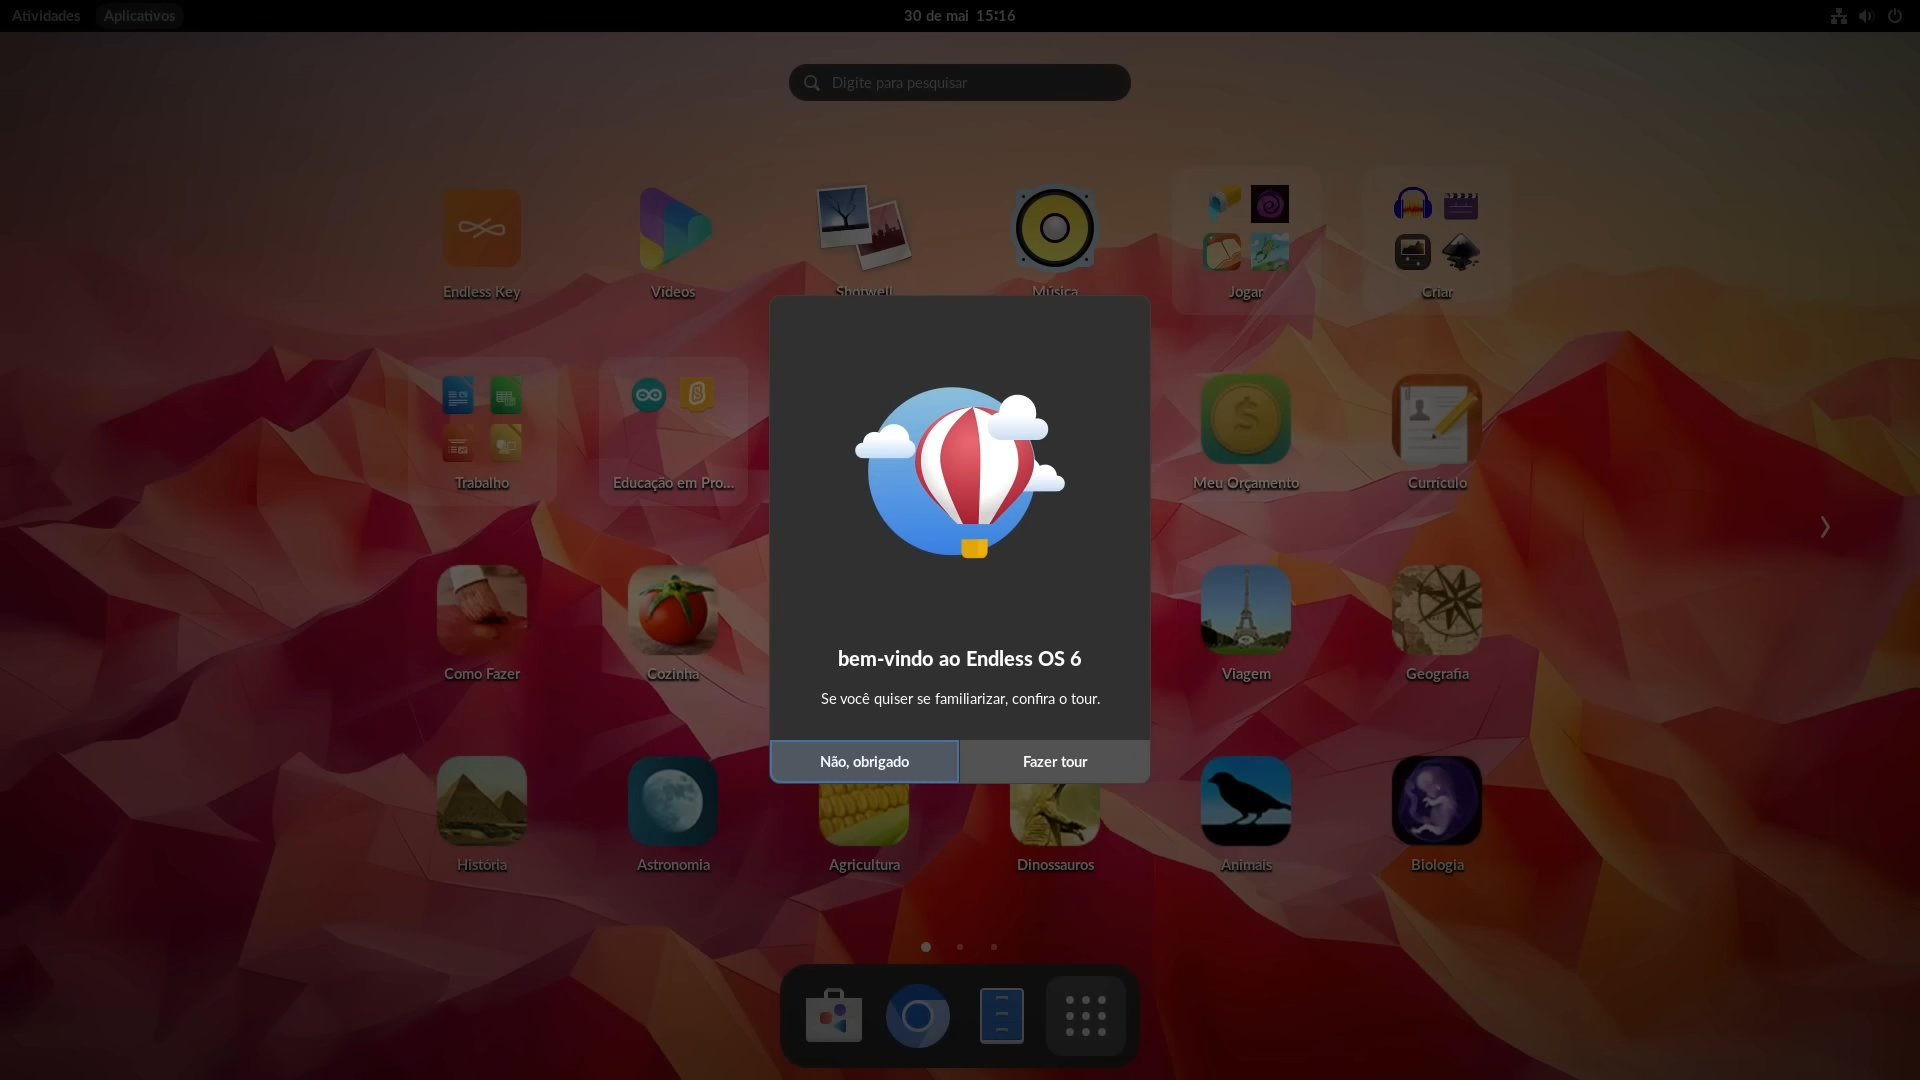 Atividades
Aplicativos
30 de mai 15:16
Digite para pesquisar
Endless Key
Vídeos
Shotwell
Música
Jogar
Criar
Trabalho
Educação em Pro...
Meu Orçamento
Currículo
bem-vindo ao Endless OS 6
Se você quiser se familiarizar, confira o tour.
Não, obrigado
Fazer tour
Como Fazer
Cozinha
Viagem
Geografia
História
Astronomia
Agricultura
Dinossauros
Animais
Biologia